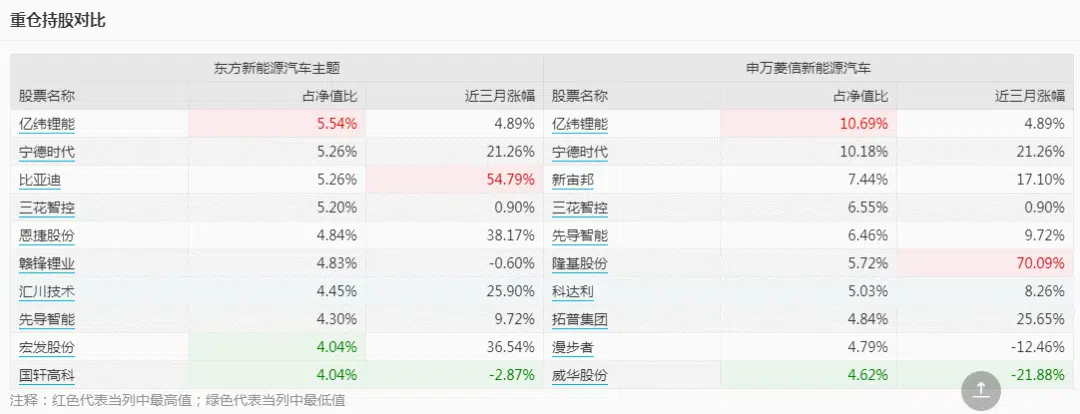 重仓持股对比
东方新能源汽车主题 申万菱信新能源汽车
股票名称 占净值比 近三月涨幅 股票名称 占净值比 近三月涨幅
亿纬锂能 5.54% 4.89% 亿纬锂能 10.69% 4.89%
宁德时代 5.26% 21.26% 宁德时代 10.18% 21.26%
比亚迪 5.26% 54.79% 新宙邦 7.44% 17.10%
三花智控 5.20% 0.90% 三花智控 6.55% 0.90%
恩捷股份 4.84% 38.17% 先导智能 6.46% 9.72%
赣锋锂业 4.83% -0.60% 隆基股份 5.72% 70.09%
汇川技术 4.45% 25.90% 科达利 5.03% 8.26%
先导智能 4.30% 9.72% 拓普集团 4.84% 25.65%
宏发股份 4.04% 36.54% 漫步者 4.79% -12.46%
国轩高科 4.04% -2.87% 威华股份 4.62% -21.88%
注释：红色代表当列中最高值；绿色代表当列中最低值